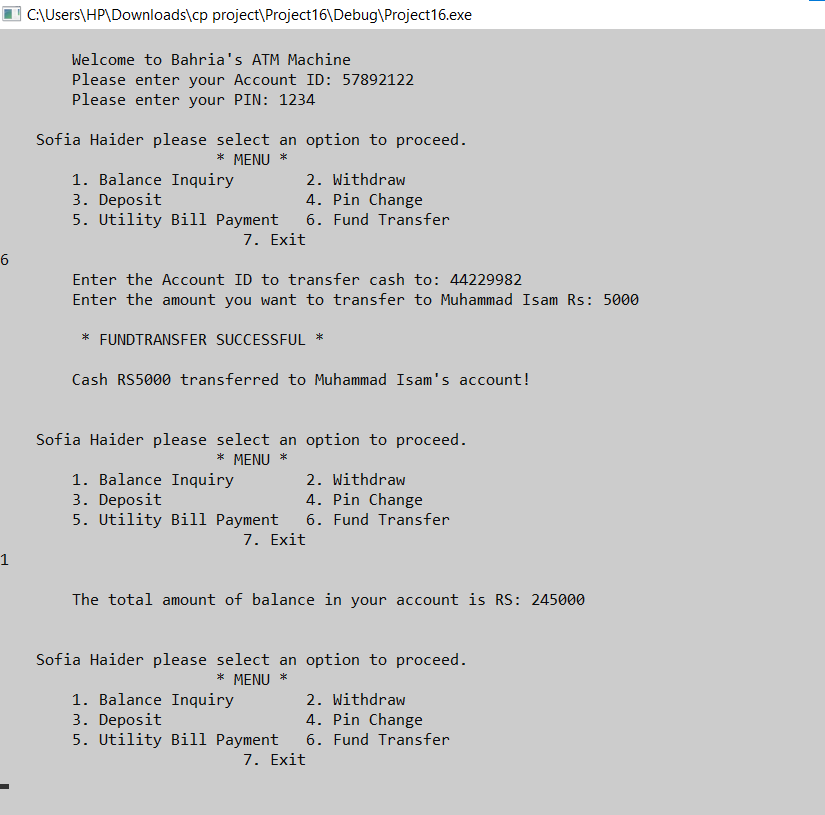 C:\Users\HP\Downloads\cp project\Project16\Debug\Project16.exe
Welcome to Bahria's ATM Machine
Please enter your Account ID: 57892122
Please enter your PIN: 1234
Sofia Haider please select an option to proceed.
* MENU *
1. Balance Inquiry 2. Withdraw
3. Deposit 4. Pin Change
5. Utility Bill Payment 6. Fund Transfer
7. Exit
6
Enter the Account ID to transfer cash to: 44229982
Enter the amount you want to transfer to Muhammad Isam Rs: 5000
* FUNDTRANSFER SUCCESSFUL *
Cash RS5000 transferred to Muhammad Isam's account!
Sofia Haider please select an option to proceed.
* MENU *
1. Balance Inquiry 2. Withdraw
3. Deposit 4. Pin Change
5. Utility Bill Payment 6. Fund Transfer
7. Exit
1
The total amount of balance in your account is RS: 245000
Sofia Haider please select an option to proceed.
* MENU *
1. Balance Inquiry 2. Withdraw
3. Deposit 4. Pin Change
5. Utility Bill Payment 6. Fund Transfer
7. Exit